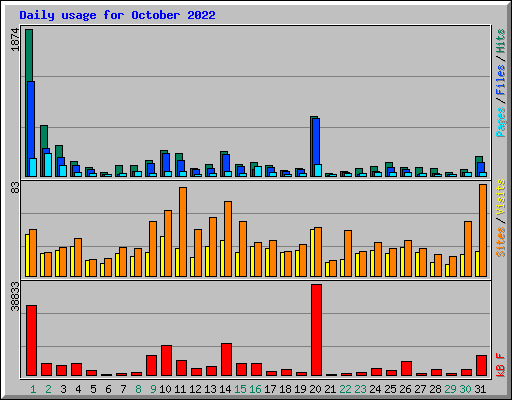 Daily usage for October 2022
1874
Pages / Files / Hits
83
Sites / Visits
38833
kB F
1 2 3 4 5 6 7 8 9 10 11 12 13 14 15 16 17 18 19 20 21 22 23 24 25 26 27 28 29 30 31